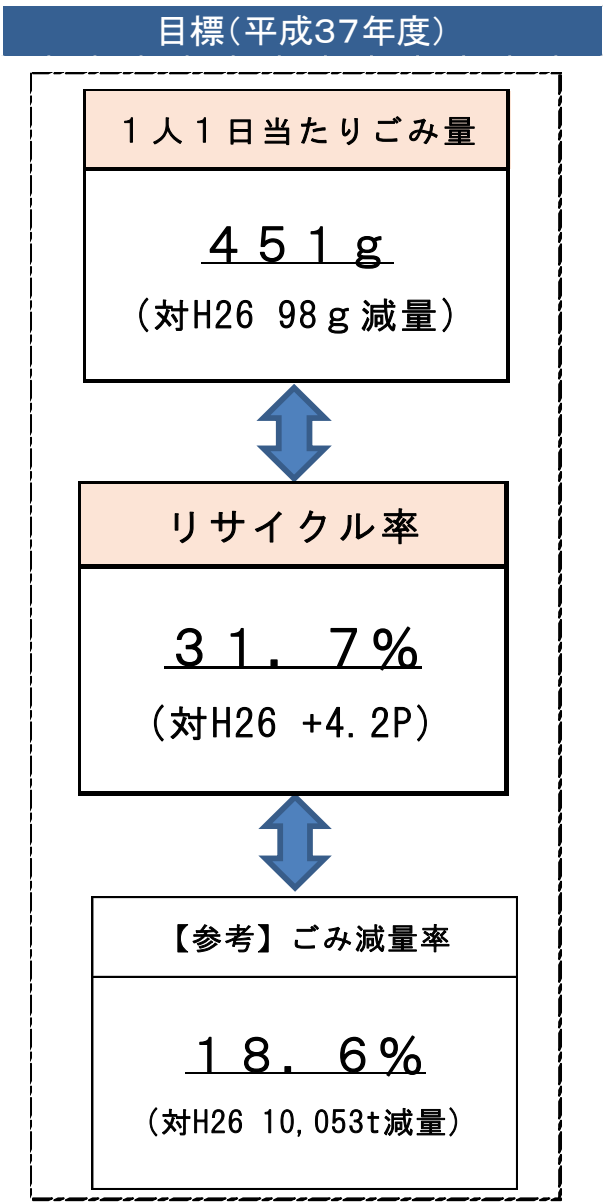 目標(平成37年度)
１人１日当たりごみ量
４５１ｇ
(対H26 98ｇ減量)
リサイクル率
３１．７％
(対H26 +4.2P)
【参考】ごみ減量率
１８．６％
(対H26 10,053t減量)